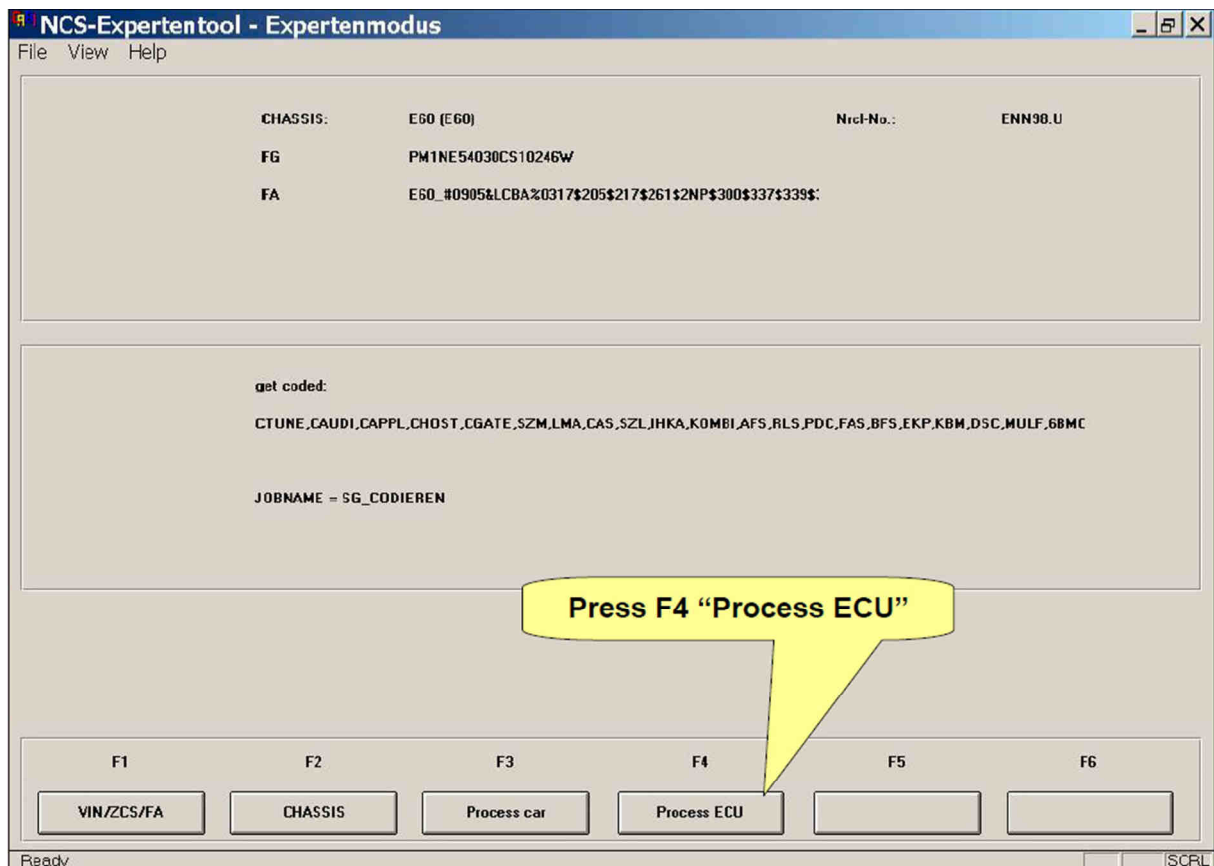 NCS-Expertentool - Expertenmodus
File View Help
CHASSIS: E60 (E60) Nrcl-No.: ENN90.U
FG PM1NE54030CS10246W
FA E60_#0905&LCBA%0317$205$217$261$2NP$300$337$339$:
get coded:
CTUNE,CAUDI,CAPPL,CHOST,CGATE,SZM,LMA,CAS,SZL,IHKA,KOMBI,AFS,RLS,PDC,FAS,BFS,EKP,KBM,DSC,MULF,6BMC
JOBNAME = SG_CODIEREN
Press F4 “Process ECU”
F1 F2 F3 F4 F5 F6
VIN/ZCS/FA CHASSIS Process car Process ECU
Ready SCRL